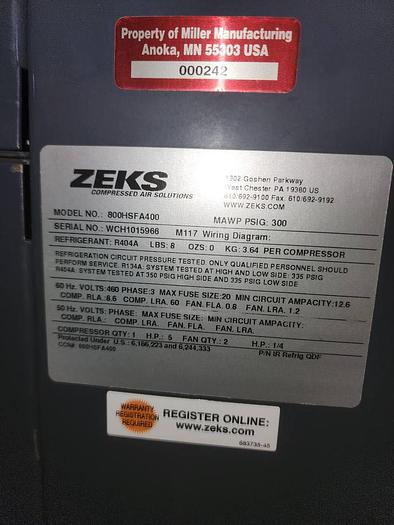 Property of Miller Manufacturing
Anoka, MN 55303 USA
000242
ZEKS
COMPRESSED AIR SOLUTIONS
1302 Goshen Parkway
West Chester PA 19380 US
610/692-9100 Fax 610/692-9192
WWW.ZEKS.COM
MODEL NO.: 800HSFA400 MAWP PSIG: 300
SERIAL NO.: WCH1015966 M117 Wiring Diagram:
REFRIGERANT: R404A LBS: 8 OZS: 0 KG: 3.64 PER COMPRESSOR
REFRIGERATION CIRCUIT PRESSURE TESTED. ONLY QUALIFIED PERSONNEL SHOULD
PERFORM SERVICE. R134A: SYSTEM TESTED AT HIGH AND LOW SIDE: 235 PSIG
R404A: SYSTEM TESTED AT 350 PSIG HIGH SIDE AND 235 PSIG LOW SIDE
60 Hz. VOLTS: 460 PHASE: 3 MAX FUSE SIZE: 20 MIN CIRCUIT AMPACITY: 12.6
COMP. RLA.: 8.6 COMP. LRA. 60 FAN. FLA. 0.8 FAN. LRA. 1.2
50 Hz. VOLTS: PHASE: MAX FUSE SIZE: MIN CIRCUIT AMPACITY:
COMP. RLA.: COMP. LRA. FAN. FLA. FAN. LRA.
COMPRESSOR QTY: 1 H.P.: 5 FAN QTY.: 2 H.P.: 1/4
Protected Under U.S.: 6,186,223 and 6,244,333
CCN#: 800HSFA400 P/N IR Refrig QDF
WARRANTY
REGISTRATION
REQUIRED
REGISTER ONLINE:
www.zeks.com
683735-45